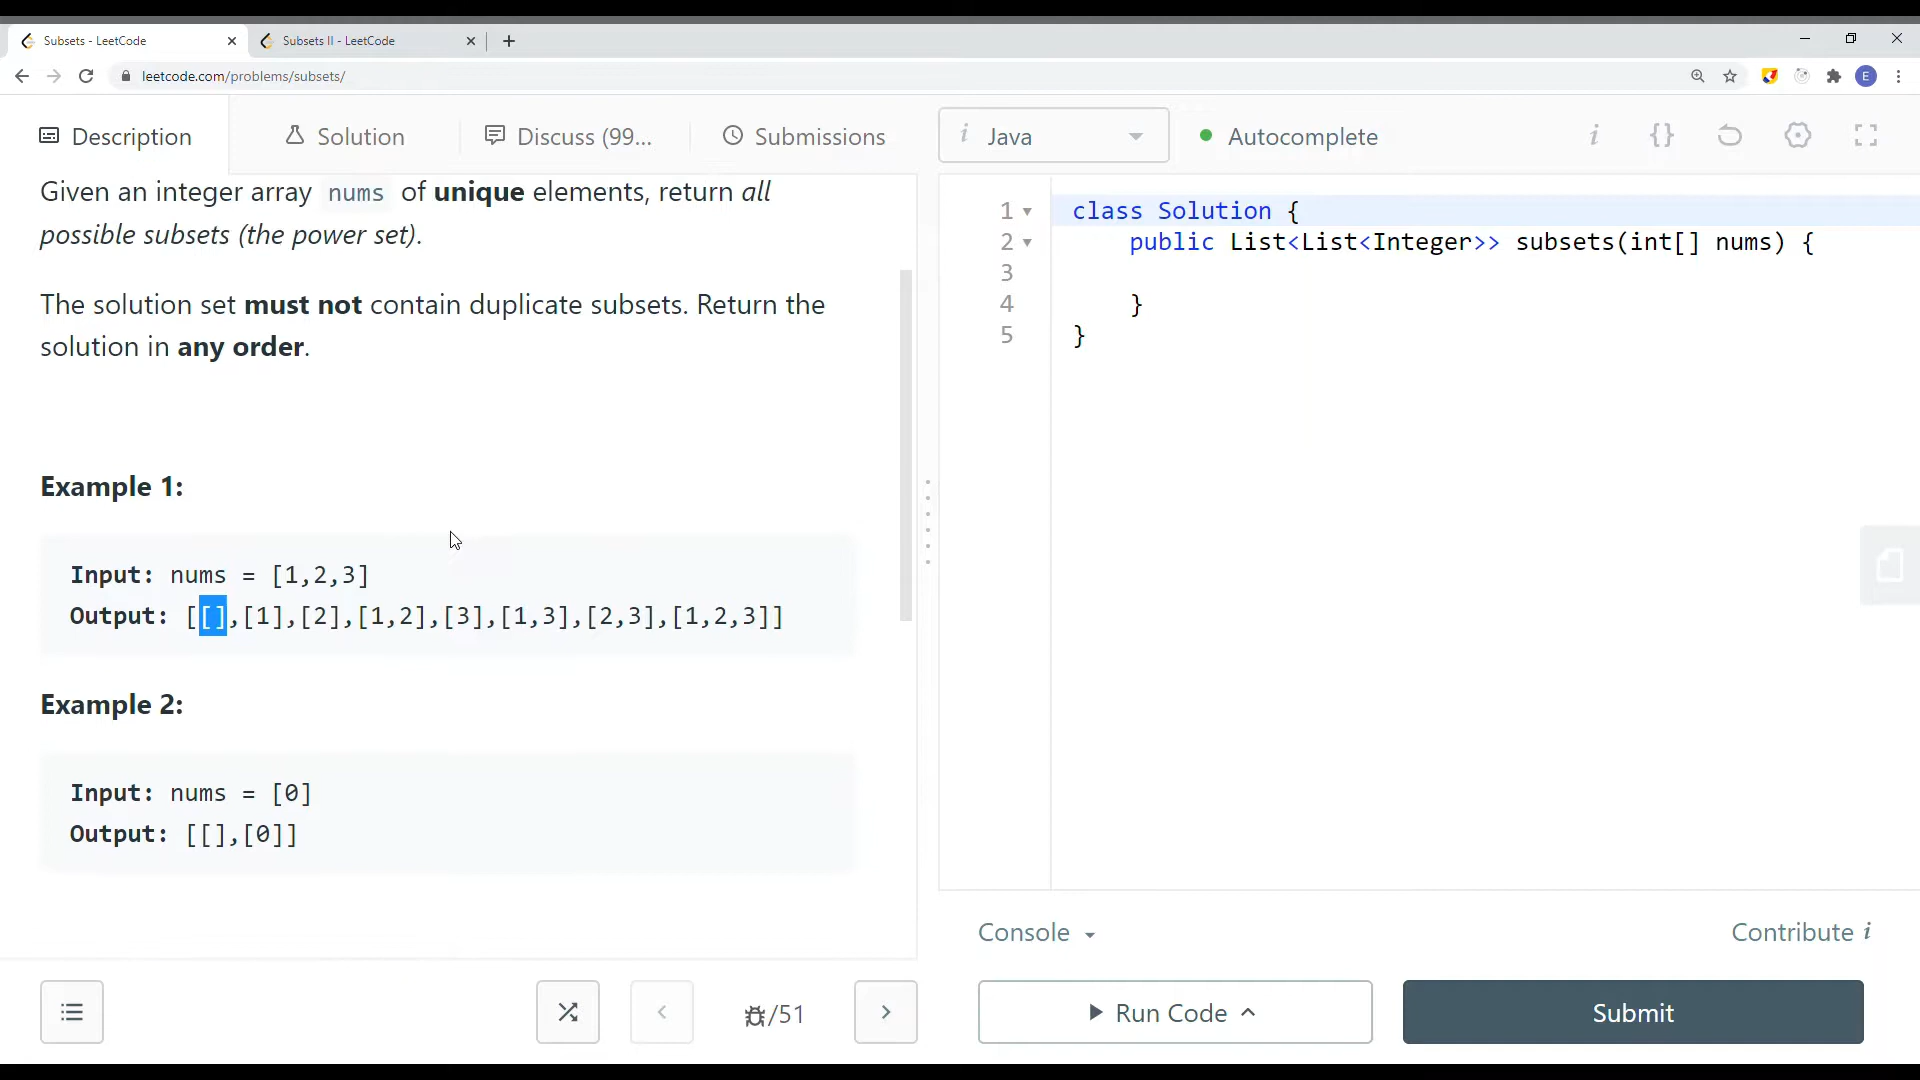 Subsets - LeetCode
Subsets II - LeetCode
leetcode.com/problems/subsets/
E
Description
Solution
Discuss (99...
Submissions
i Java
Autocomplete
i {}
Given an integer array nums of unique elements, return all
possible subsets (the power set).
The solution set must not contain duplicate subsets. Return the
solution in any order.
Example 1:
Input: nums = [1,2,3]
Output: [[],[1],[2],[1,2],[3],[1,3],[2,3],[1,2,3]]
Example 2:
Input: nums = [0]
Output: [[],[0]]
1 class Solution {
2 public List<List<Integer>> subsets(int[] nums) {
3
4 }
5 }
Console
Contribute i
/51
Run Code
Submit